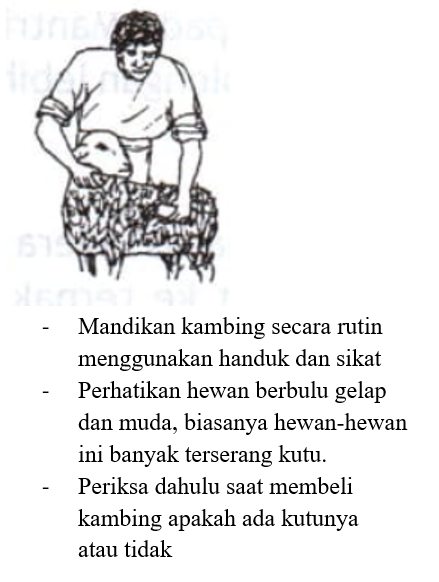 - Mandikan kambing secara rutin
menggunakan handuk dan sikat
- Perhatikan hewan berbulu gelap
dan muda, biasanya hewan-hewan
ini banyak terserang kutu.
- Periksa dahulu saat membeli
kambing apakah ada kutunya
atau tidak